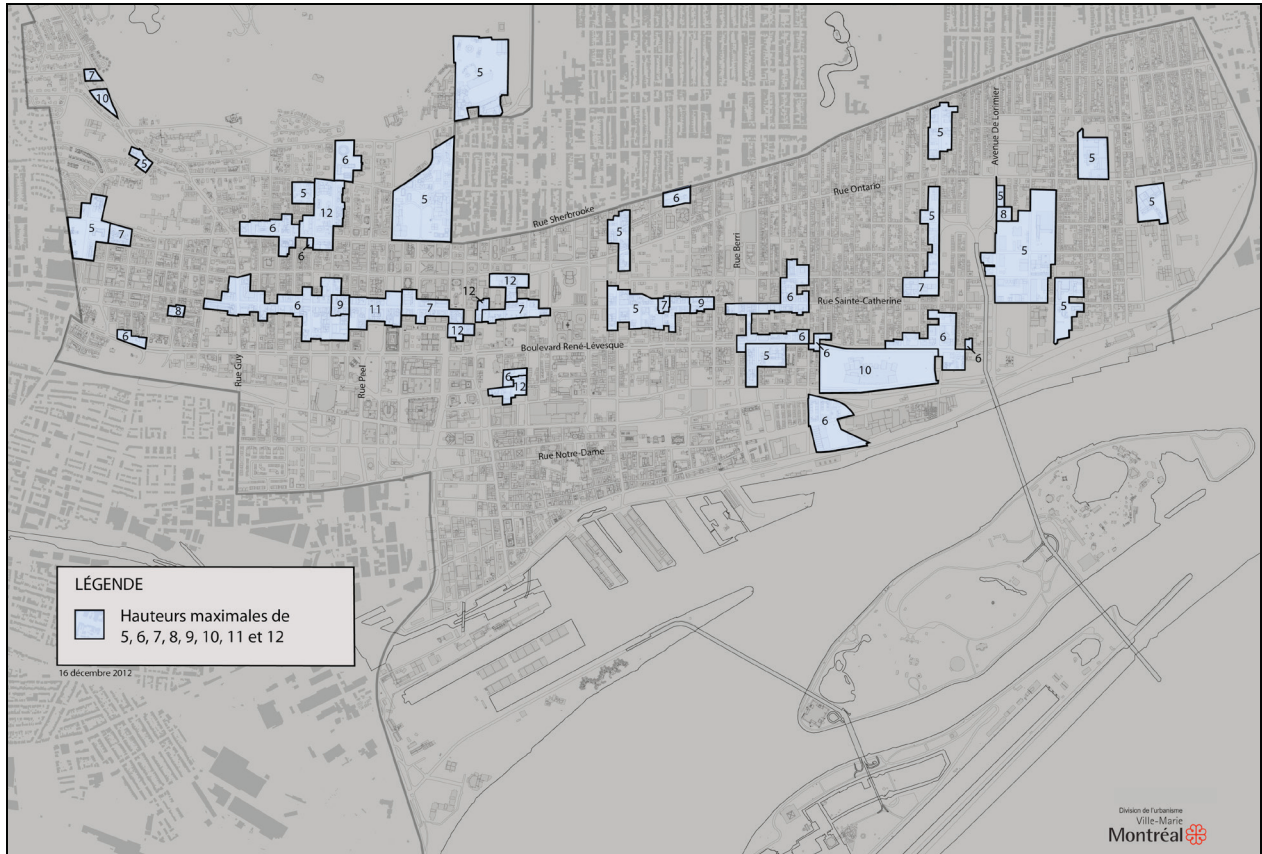 5
7
10
Avenue De Lorimier
5
5
5
6
Rue Ontario
5
5
12
5
6
5
5
Rue Sherbrooke
8
5
5
7
6
6
5
Rue Berri
5
12
7
12
6
Rue Sainte-Catherine
5
8
6
9
11
7
7
12
5
7
9
6
6
6
6
6
Boulevard René-Lévesque
5
10
Rue Guy
Rue Peel
6
12
6
Rue Notre-Dame
LÉGENDE
Hauteurs maximales de
5, 6, 7, 8, 9, 10, 11 et 12
16 décembre 2012
Division de l'urbanisme
Ville-Marie
Montréal